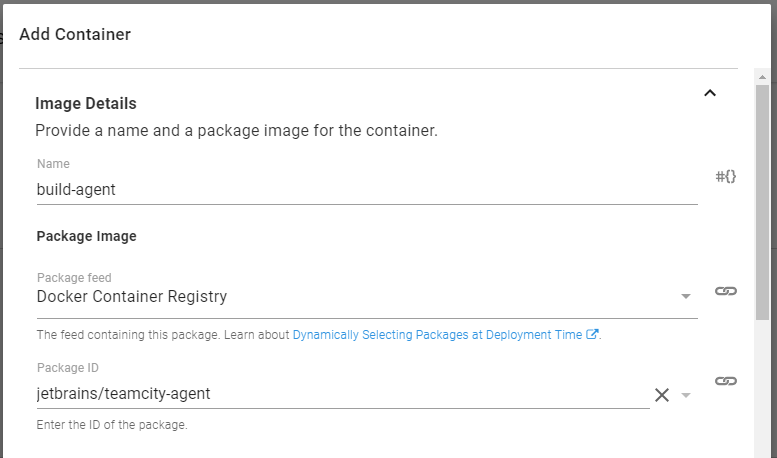 Add Container
Image Details
Provide a name and a package image for the container.
Name
build-agent
#{}
Package Image
Package feed
Docker Container Registry
The feed containing this package. Learn about Dynamically Selecting Packages at Deployment Time.
Package ID
jetbrains/teamcity-agent
Enter the ID of the package.